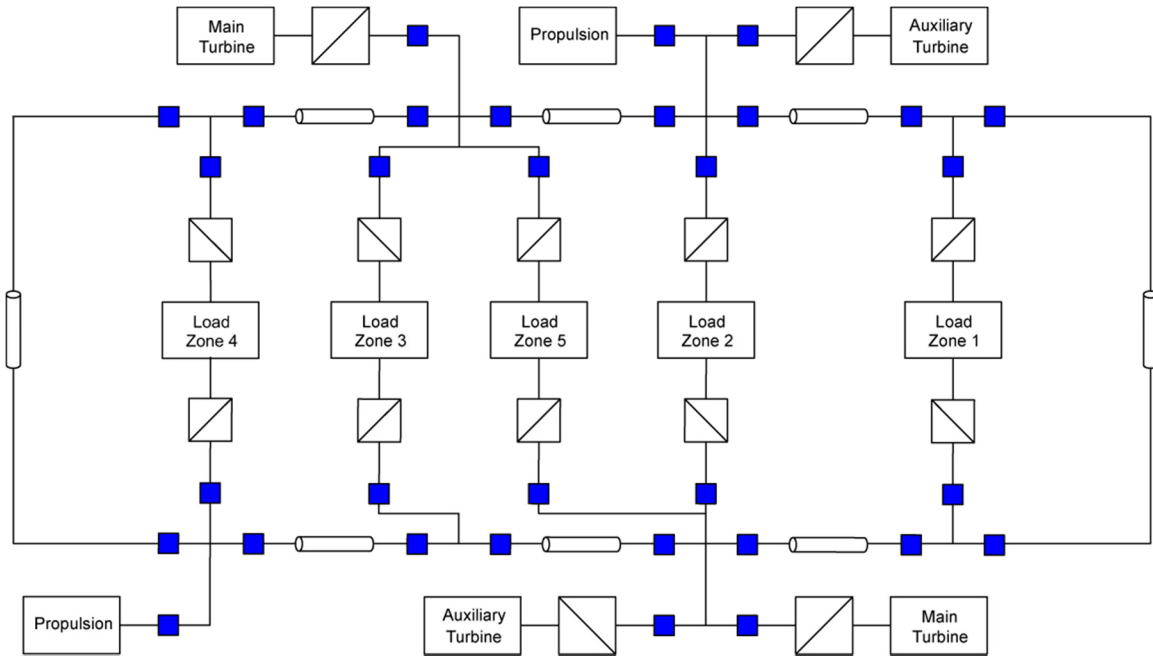 Main
Turbine
Propulsion
Auxiliary
Turbine
Load
Zone 4
Load
Zone 3
Load
Zone 5
Load
Zone 2
Load
Zone 1
Propulsion
Auxiliary
Turbine
Main
Turbine